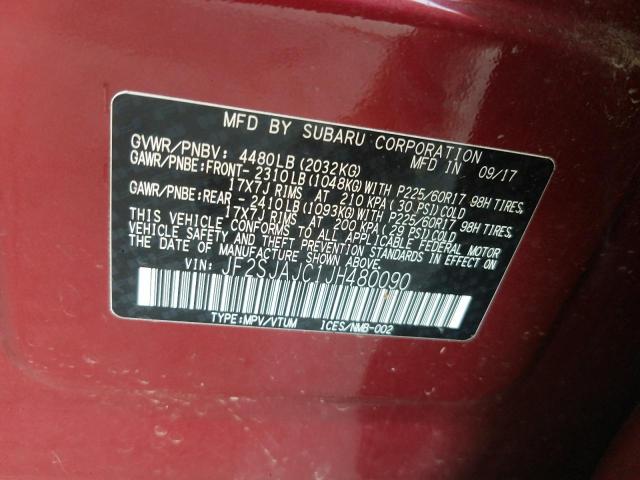 MFD BY SUBARU CORPORATION
GVWR/PNBV: 4480LB(2032KG) MFD IN 09/17
GAWR/PNBE:FRONT- 2310LB(1048KG)WITH P225/60R17 98H TIRES,
17X7J RIMS AT 210 KPA(30 PSI)COLD
GAWR/PNBE:REAR - 2410LB(1093KG)WITH P225/60R17 98H TIRES,
17X7J RIMS AT 200 KPA(29 PSI)COLD
THIS VEHICLE CONFORMS TO ALL APPLICABLE FEDERAL MOTOR
VEHICLE SAFETY STANDARDS IN EFFECT ON
THE DATE OF MANUFACTURE SHOWN ABOVE.
VIN: JF2SJAJC1JH480090
TYPE:MPV/VTUM ICES/NMB-002